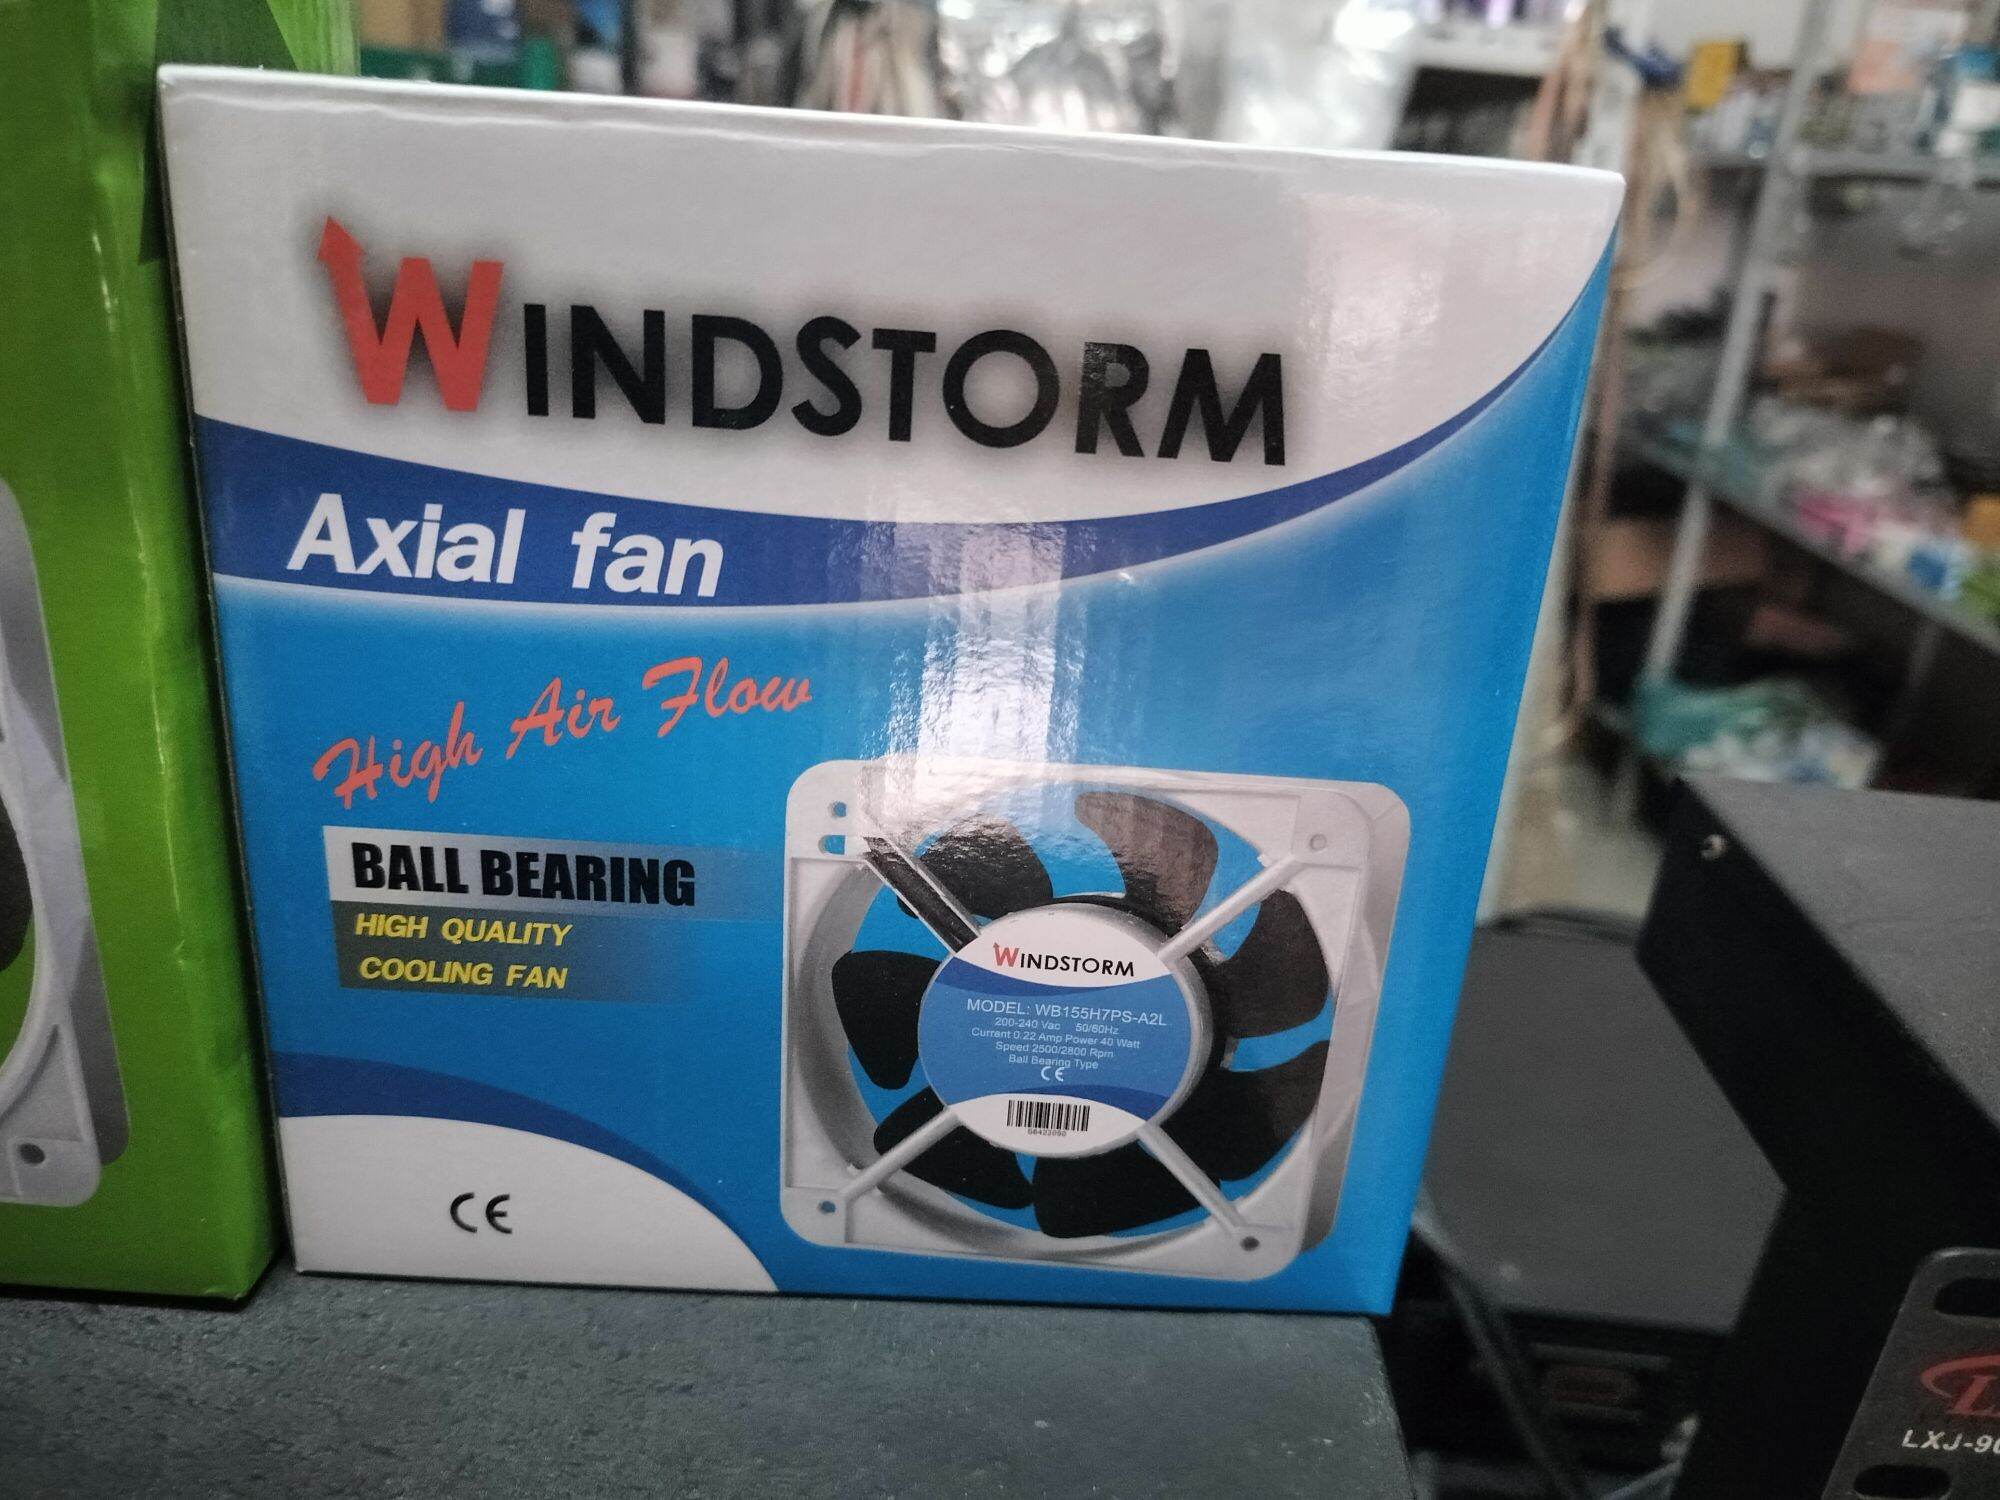 WINDSTORM
Axial fan
High Air Flow
BALL BEARING
HIGH QUALITY
COOLING FAN
WINDSTORM
MODEL: WB155H7PS-A2L
200-240 Vac 50/60Hz
Current 0.22 Amp Power 40 Watt
Speed 2500/2800 Rpm
Ball Bearing Type
CE
CE
LXJ-90